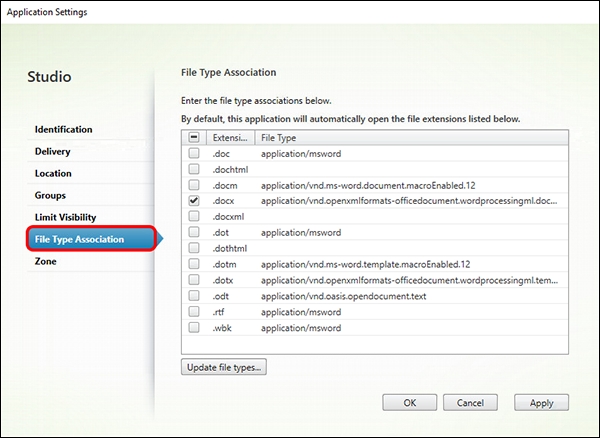 Application Settings
Studio
Identification
Delivery
Location
Groups
Limit Visibility
File Type Association
Zone
File Type Association
Enter the file type associations below.
By default, this application will automatically open the file extensions listed below.
Extensi... File Type
.doc application/msword
.dochtml
.docm application/vnd.ms-word.document.macroEnabled.12
.docx application/vnd.openxmlformats-officedocument.wordprocessingml.doc...
.docxml
.dot application/msword
.dothtml
.dotm application/vnd.ms-word.template.macroEnabled.12
.dotx application/vnd.openxmlformats-officedocument.wordprocessingml.tem...
.odt application/vnd.oasis.opendocument.text
.rtf application/msword
.wbk application/msword
Update file types...
OK Cancel Apply